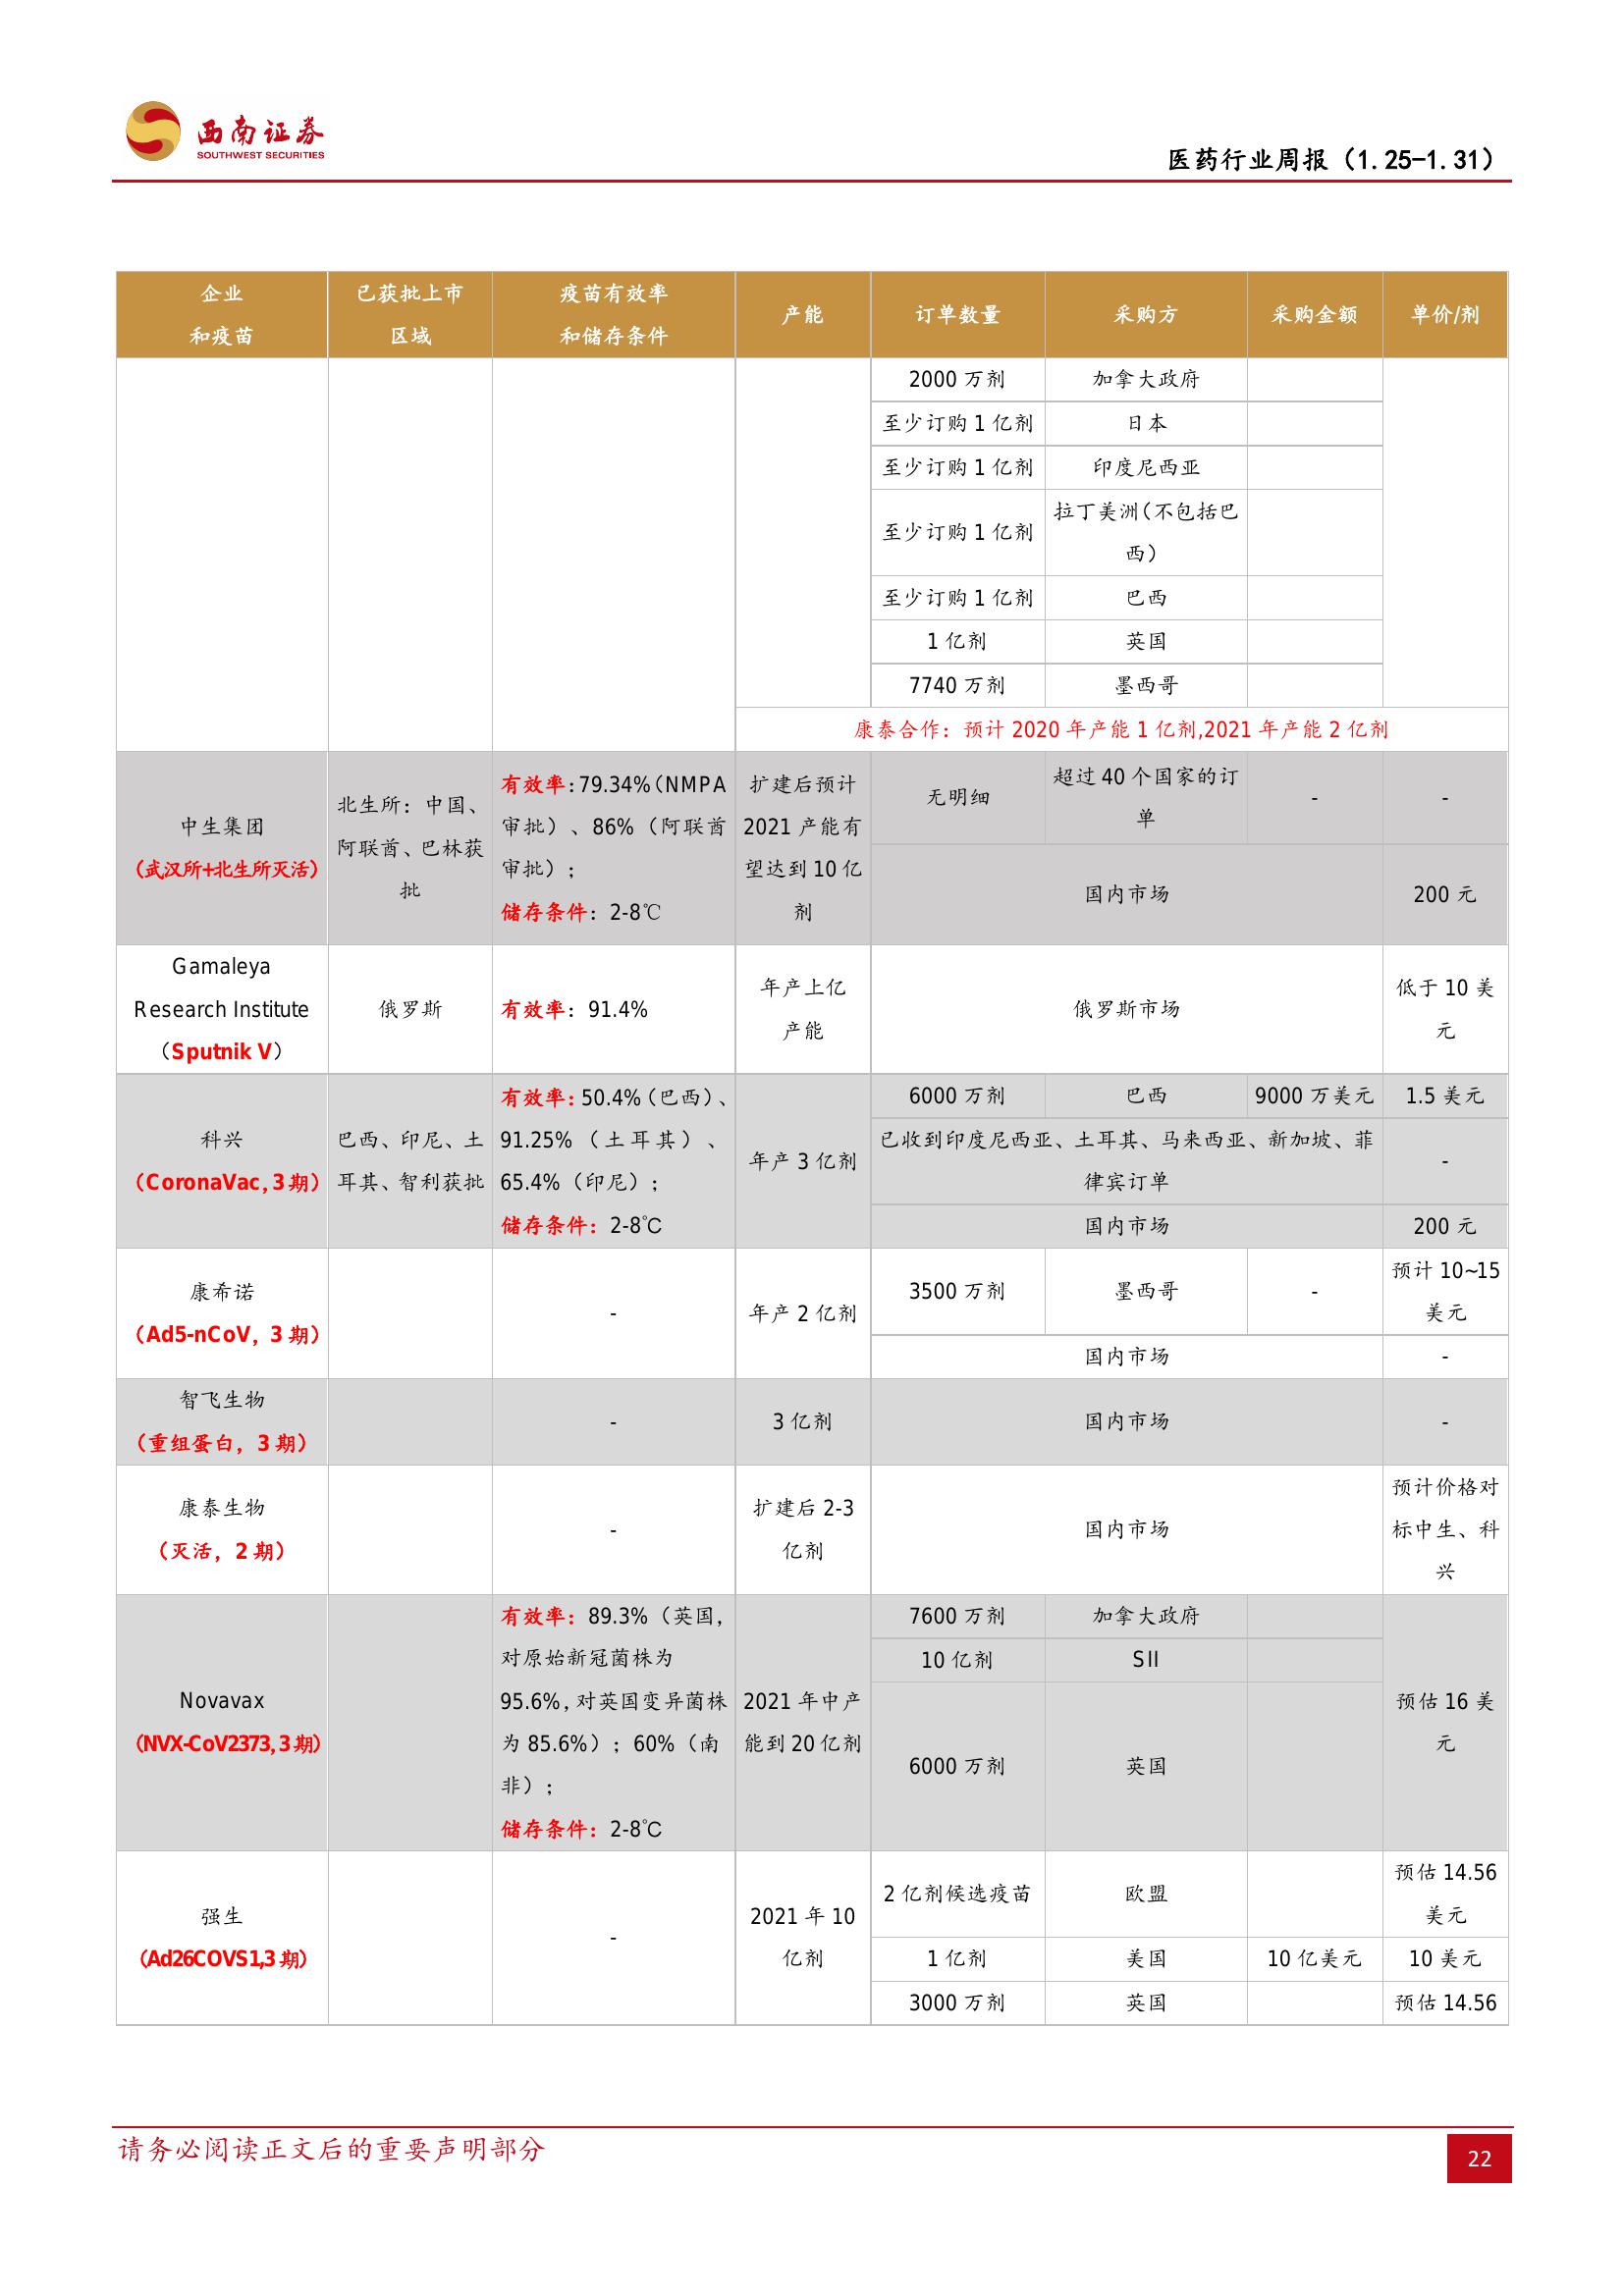 西南证券
SOUTHWEST SECURITIES
医药行业周报（1.25-1.31）
企业
和疫苗
已获批上市
区域
疫苗有效率
和储存条件
产能
订单数量
采购方
采购金额
单价/剂
2000 万剂
加拿大政府
至少订购 1 亿剂
日本
至少订购 1 亿剂
印度尼西亚
至少订购 1 亿剂
拉丁美洲（不包括巴
西）
至少订购 1 亿剂
巴西
1 亿剂
英国
7740 万剂
墨西哥
康泰合作：预计 2020 年产能 1 亿剂,2021 年产能 2 亿剂
中生集团
（武汉所+北生所灭活）
北生所：中国、
阿联酋、巴林获
批
有效率：79.34%（NMPA
审批）、86%（阿联酋
审批）；
储存条件：2-8℃
扩建后预计
2021 产能有
望达到 10 亿
剂
无明细
超过 40 个国家的订
单
-
-
国内市场
200 元
Gamaleya
Research Institute
（Sputnik V）
俄罗斯
有效率：91.4%
年产上亿
产能
俄罗斯市场
低于 10 美
元
科兴
（CoronaVac，3 期）
巴西、印尼、土
耳其、智利获批
有效率：50.4%（巴西）、
91.25%（土耳其）、
65.4%（印尼）；
储存条件：2-8℃
年产 3 亿剂
6000 万剂
巴西
9000 万美元
1.5 美元
已收到印度尼西亚、土耳其、马来西亚、新加坡、菲
律宾订单
-
国内市场
200 元
康希诺
（Ad5-nCoV，3 期）
-
年产 2 亿剂
3500 万剂
墨西哥
-
预计 10~15
美元
国内市场
-
智飞生物
（重组蛋白，3 期）
-
3 亿剂
国内市场
-
康泰生物
（灭活，2 期）
-
扩建后 2-3
亿剂
国内市场
预计价格对
标中生、科
兴
Novavax
（NVX-CoV2373，3 期）
有效率：89.3%（英国，
对原始新冠菌株为
95.6%，对英国变异菌株
为 85.6%）；60%（南
非）；
储存条件：2-8℃
2021 年中产
能到 20 亿剂
7600 万剂
加拿大政府
10 亿剂
SII
6000 万剂
英国
预估 16 美
元
强生
（Ad26COVS1,3 期）
-
2021 年 10
亿剂
2 亿剂候选疫苗
欧盟
预估 14.56
美元
1 亿剂
美国
10 亿美元
10 美元
3000 万剂
英国
预估 14.56
请务必阅读正文后的重要声明部分
22